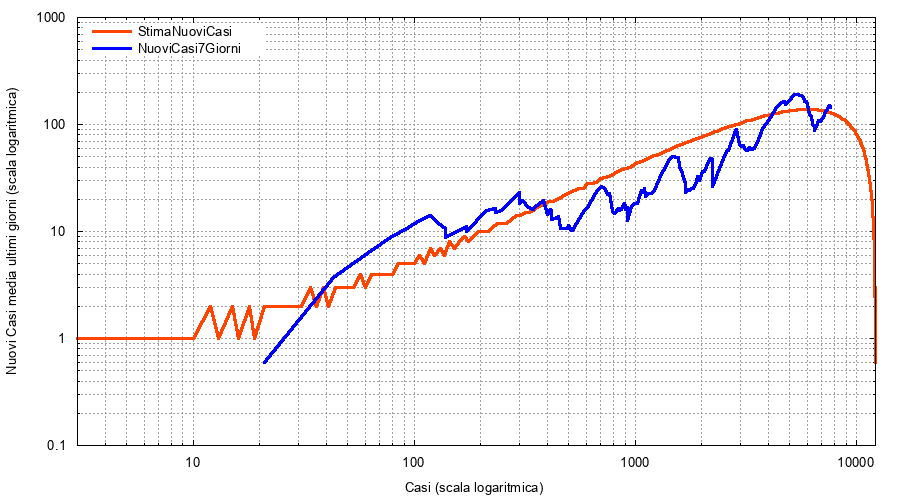 1000
StimaNuoviCasi
NuoviCasi7Giorni
100
10
1
0.1
Nuovi Casi media ultimi giorni (scala logaritmica)
10
100
1000
10000
Casi (scala logaritmica)